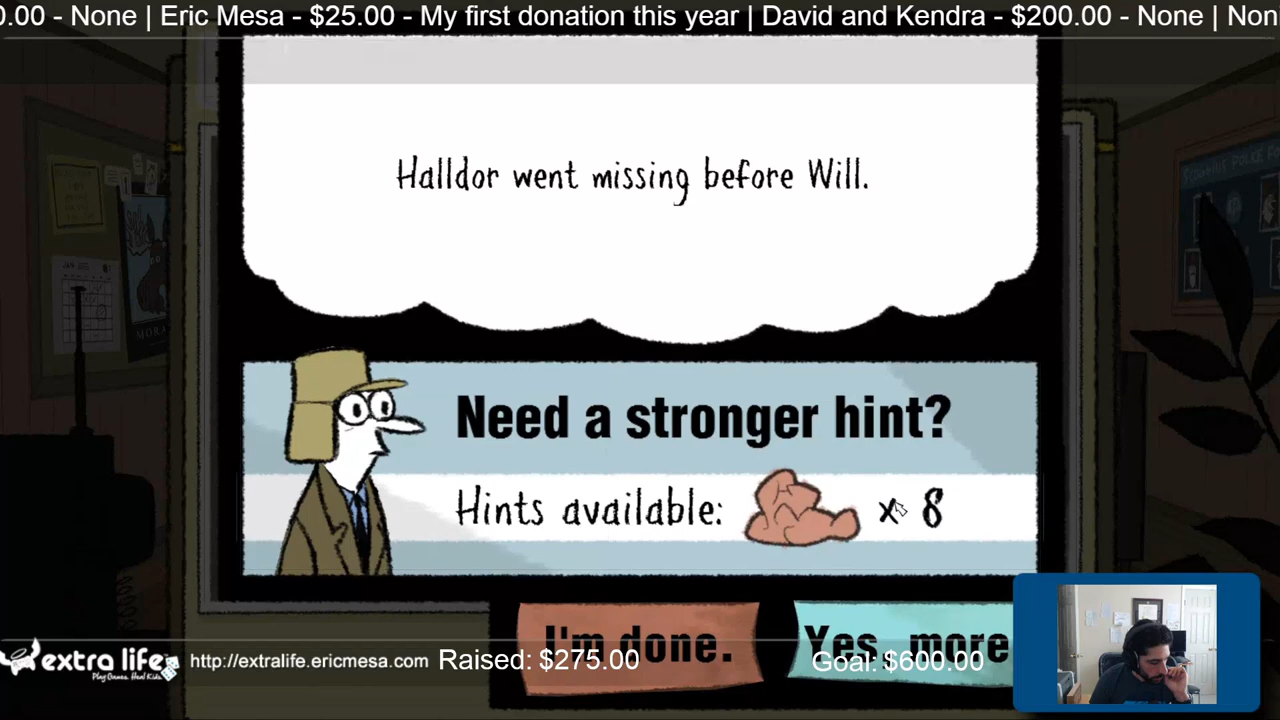 0.00 - None | Eric Mesa - $25.00 - My first donation this year | David and Kendra - $200.00 - None | Non
Halldor went missing before Will.
Need a stronger hint?
Hints available: x 8
I'm done.
Yes, more
extra life
Play Games. Heal Kids.
http://extralife.ericmesa.com
Raised: $275.00
Goal: $600.00